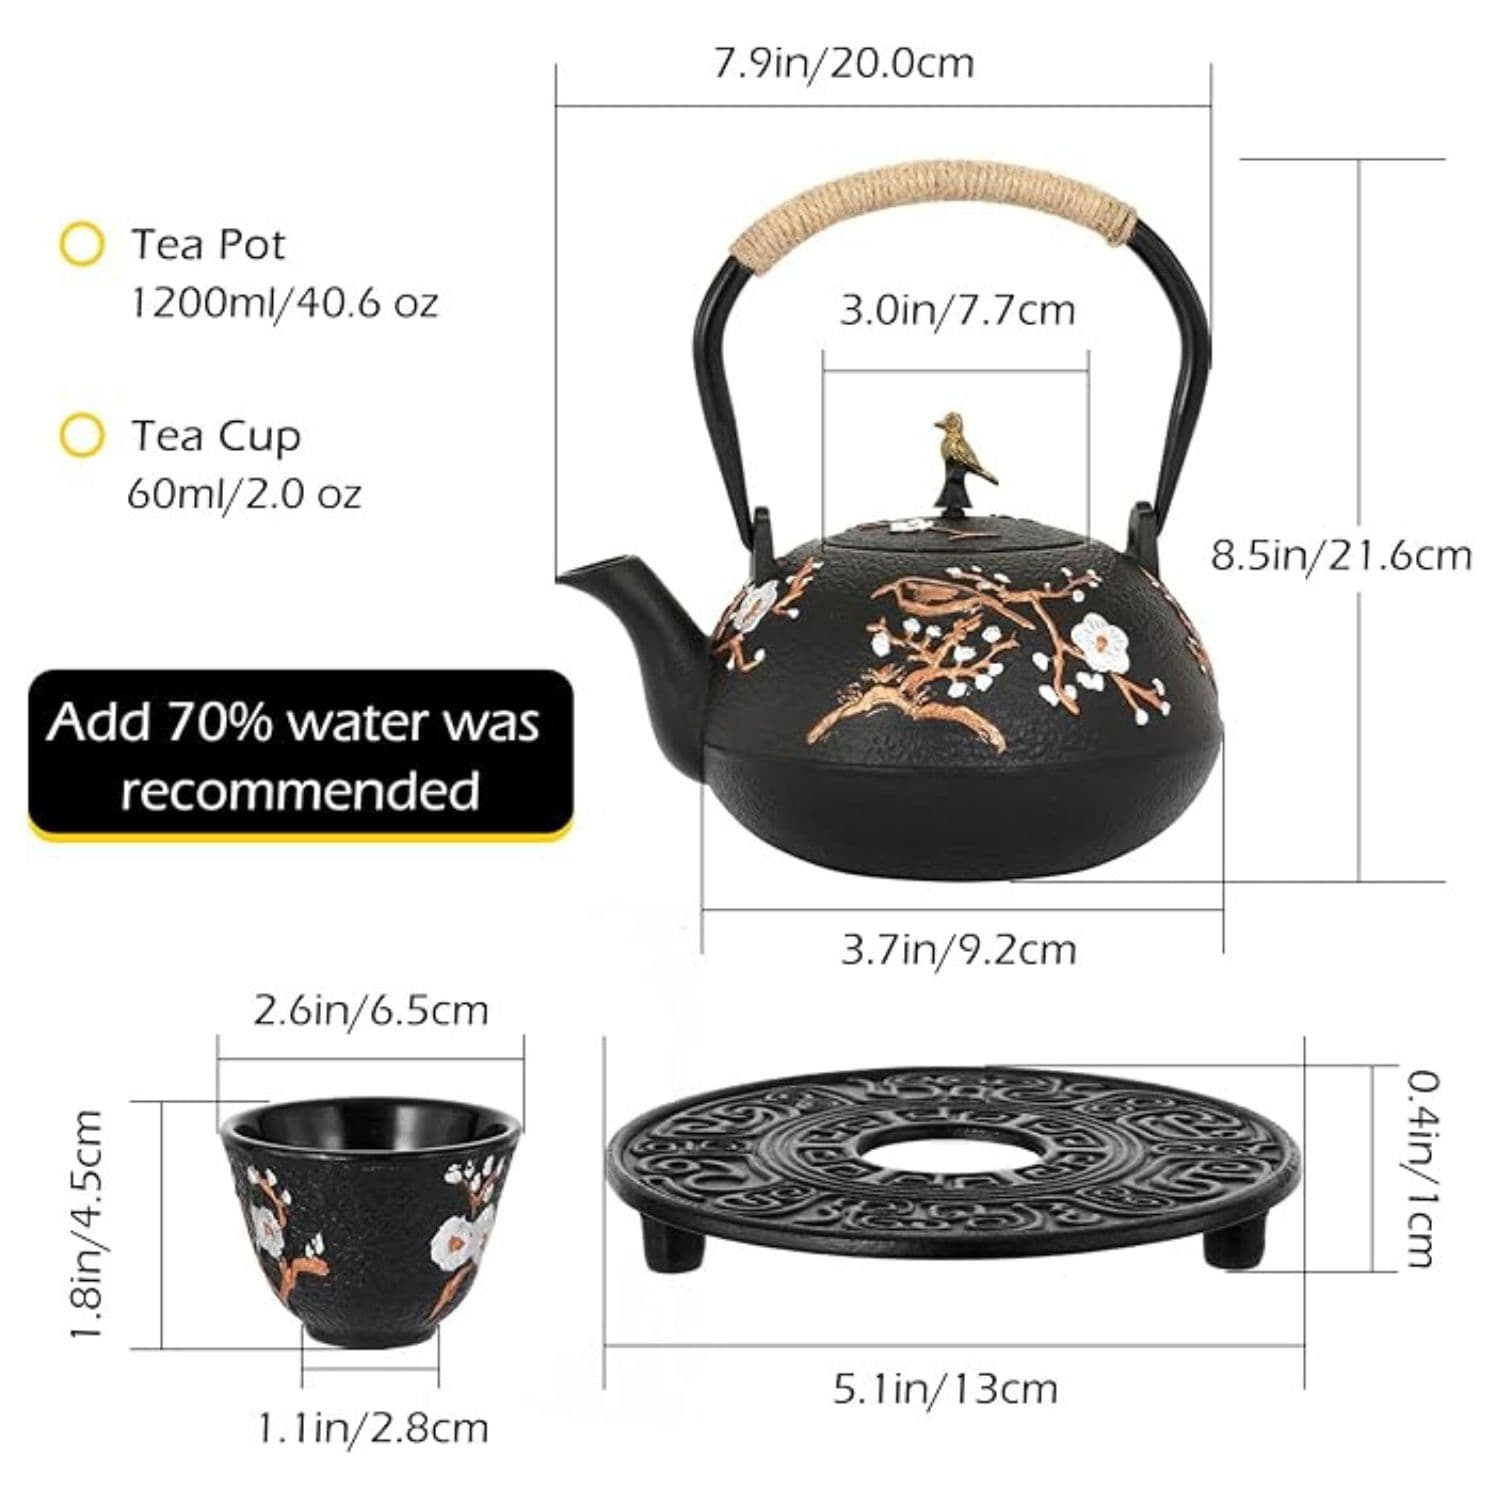 7.9in/20.0cm
Tea Pot
1200ml/40.6 oz
3.0in/7.7cm
Tea Cup
60ml/2.0 oz
8.5in/21.6cm
Add 70% water was
recommended
3.7in/9.2cm
2.6in/6.5cm
1.8in/4.5cm
0.4in/1cm
5.1in/13cm
1.1in/2.8cm